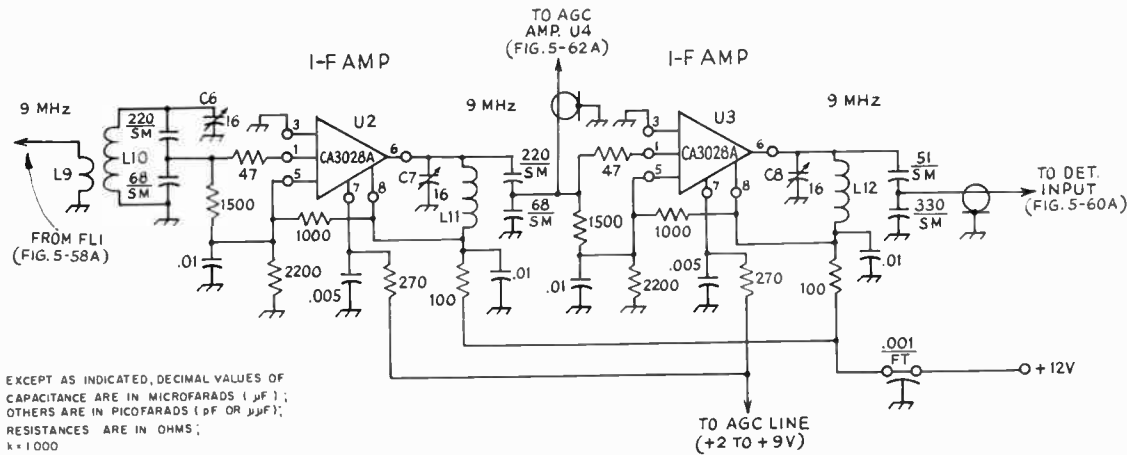 TO AGC
AMP. U4
(FIG. 5-62A)
I-F AMP
I-F AMP
9 MHz
C6
16
220
SM
L10
68
SM
L9
FROM FL1
(FIG. 5-58A)
1500
.01
47
3
1
5
U2
CA3028A
6
7
8
1000
2200
.005
270
C7
16
L11
9 MHz
220
SM
68
SM
100
.01
47
1500
.01
3
1
5
U3
CA3028A
6
7
8
1000
2200
.005
270
C8
16
L12
9 MHz
51
SM
330
SM
.01
100
TO DET.
INPUT
(FIG. 5-60A)
.001
FT
+12V
TO AGC LINE
(+2 TO +9V)
EXCEPT AS INDICATED, DECIMAL VALUES OF
CAPACITANCE ARE IN MICROFARADS (µF);
OTHERS ARE IN PICOFARADS (pF OR µµF);
RESISTANCES ARE IN OHMS;
k=1000